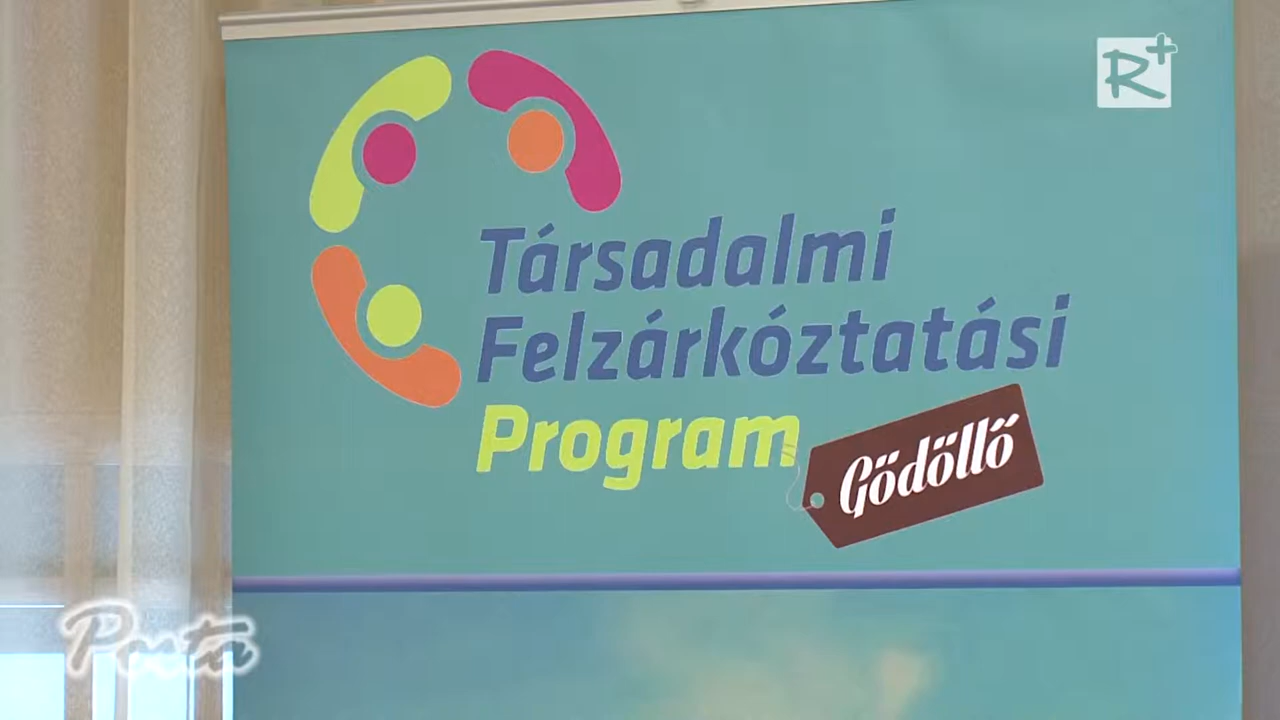 R+
Társadalmi
Felzárkóztatási
Program
Gödöllő
Porta